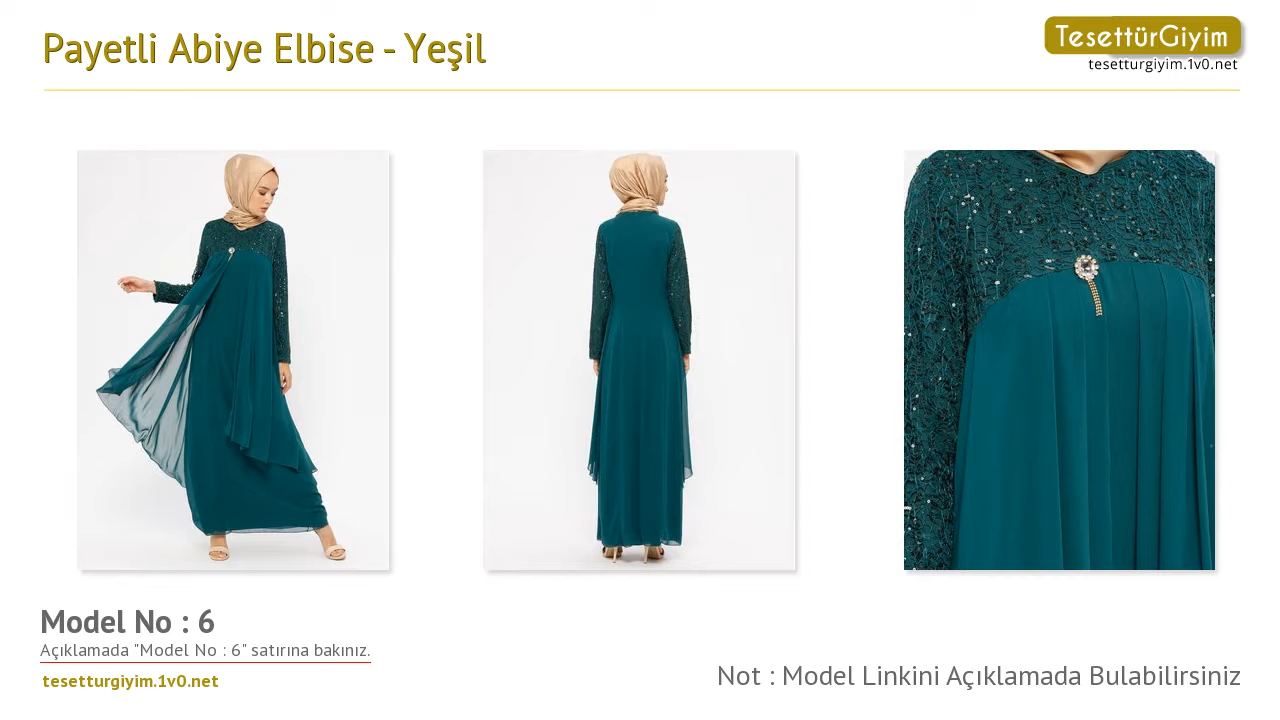 Payetli Abiye Elbise - Yeşil
TesettürGiyim
tesetturgiyim.1v0.net
Model No : 6
Açıklamada "Model No : 6" satırına bakınız.
tesetturgiyim.1v0.net
Not : Model Linkini Açıklamada Bulabilirsiniz